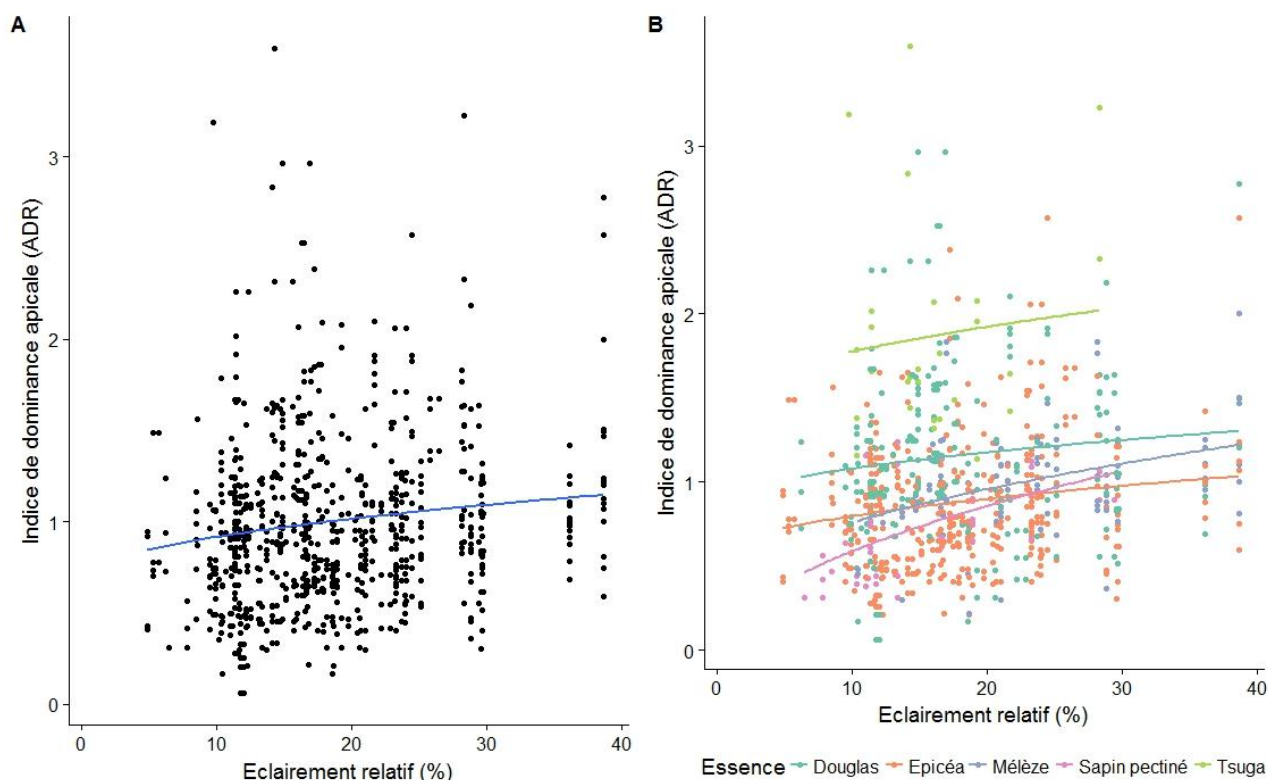 A
Indice de dominance apicale (ADR)
3
2
1
0
0 10 20 30 40
Eclairement relatif (%)
B
Indice de dominance apicale (ADR)
3
2
1
0
0 10 20 30 40
Eclairement relatif (%)
Essence Douglas Epicéa Mélèze Sapin pectiné Tsuga